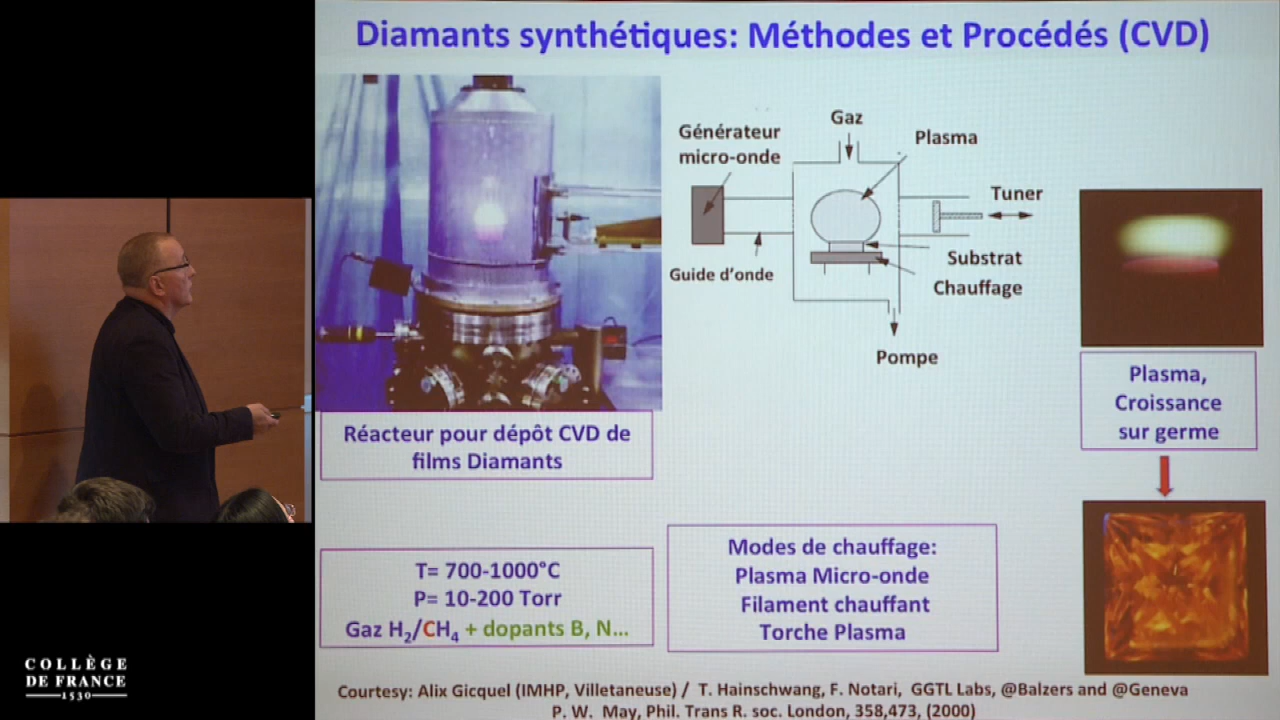 Diamants synthétiques: Méthodes et Procédés (CVD)
Générateur
micro-onde
Gaz
Plasma
Tuner
Guide d'onde
Substrat
Chauffage
Pompe
Plasma,
Croissance
sur germe
Réacteur pour dépôt CVD de
films Diamants
T= 700-1000°C
P= 10-200 Torr
Gaz H₂/CH₄ + dopants B, N...
Modes de chauffage:
Plasma Micro-onde
Filament chauffant
Torche Plasma
Courtesy: Alix Gicquel (IMHP, Villetaneuse) / T. Hainschwang, F. Notari, GGTL Labs, @Balzers and @Geneva
P. W. May, Phil. Trans R. soc. London, 358,473, (2000)
COLLÈGE
DE FRANCE
1530